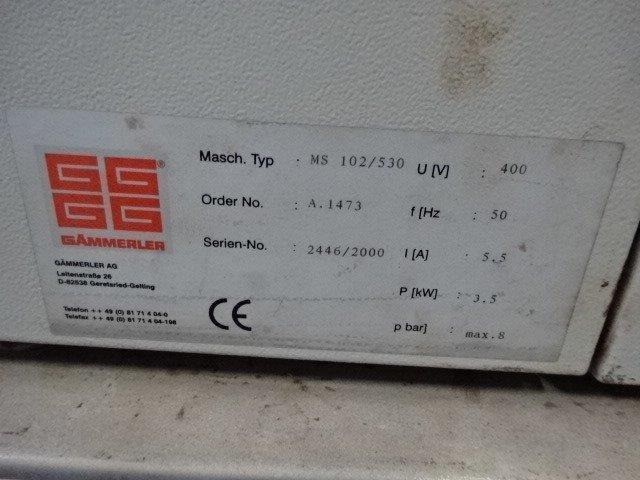 GÄMMERLER ®
GÄMMERLER AG
Leitenstraße 26
D-82538 Geretsried-Gelting
Telefon ++ 49 (0) 81 71 4 04-0
Telefax ++ 49 (0) 81 71 4 04-198
CE
Masch. Typ : MS 102/530
Order No. : A.1473
Serien-No. : 2446/2000
U [V] : 400
f [Hz : 50
I [A] : 5.5
P [kW] : 3.5
p bar] : max.8